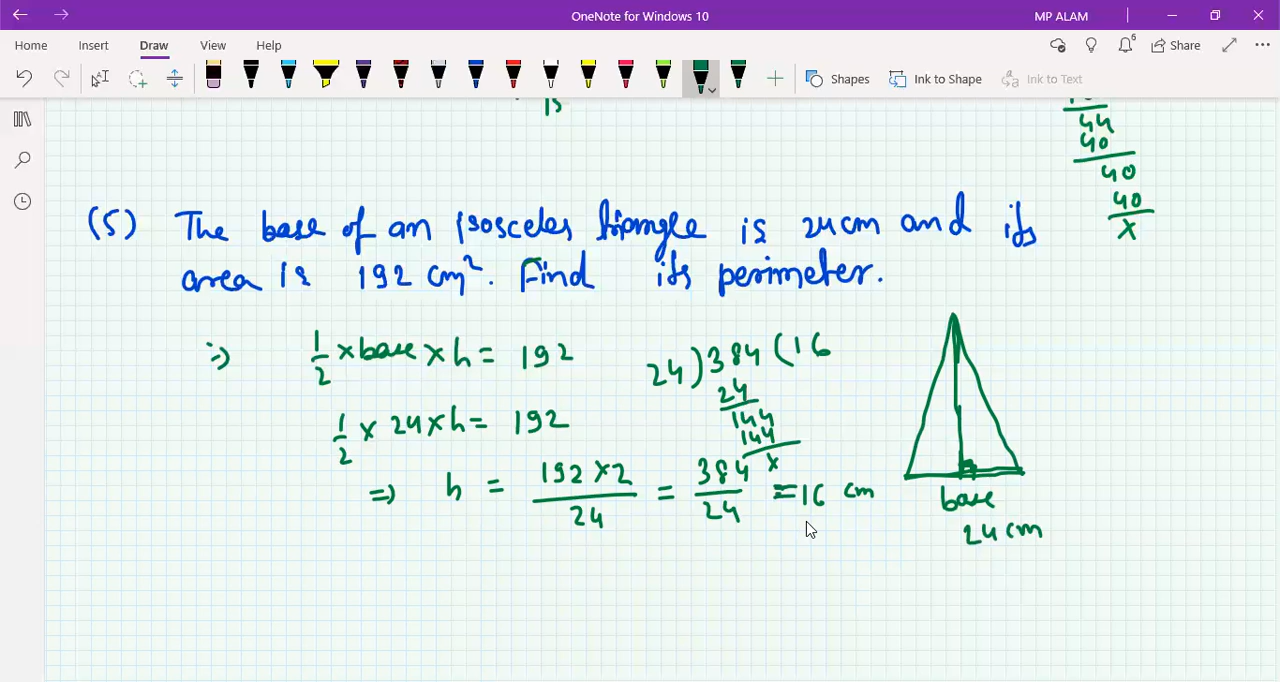 OneNote for Windows 10
MP ALAM
Home Insert Draw View Help
6
Share
Shapes
Ink to Shape
Ink to Text
15
44
40
40
40
x
(5) The base of an Isosceles triangle is 24cm and its
area is 192 cm². Find its perimeter.
=> 1/2 × base × h = 192
24)384(16
24
144
144
x
1/2 × 24 × h = 192
=> h = 192×2/24 = 384/24 = 16 cm
base
24cm